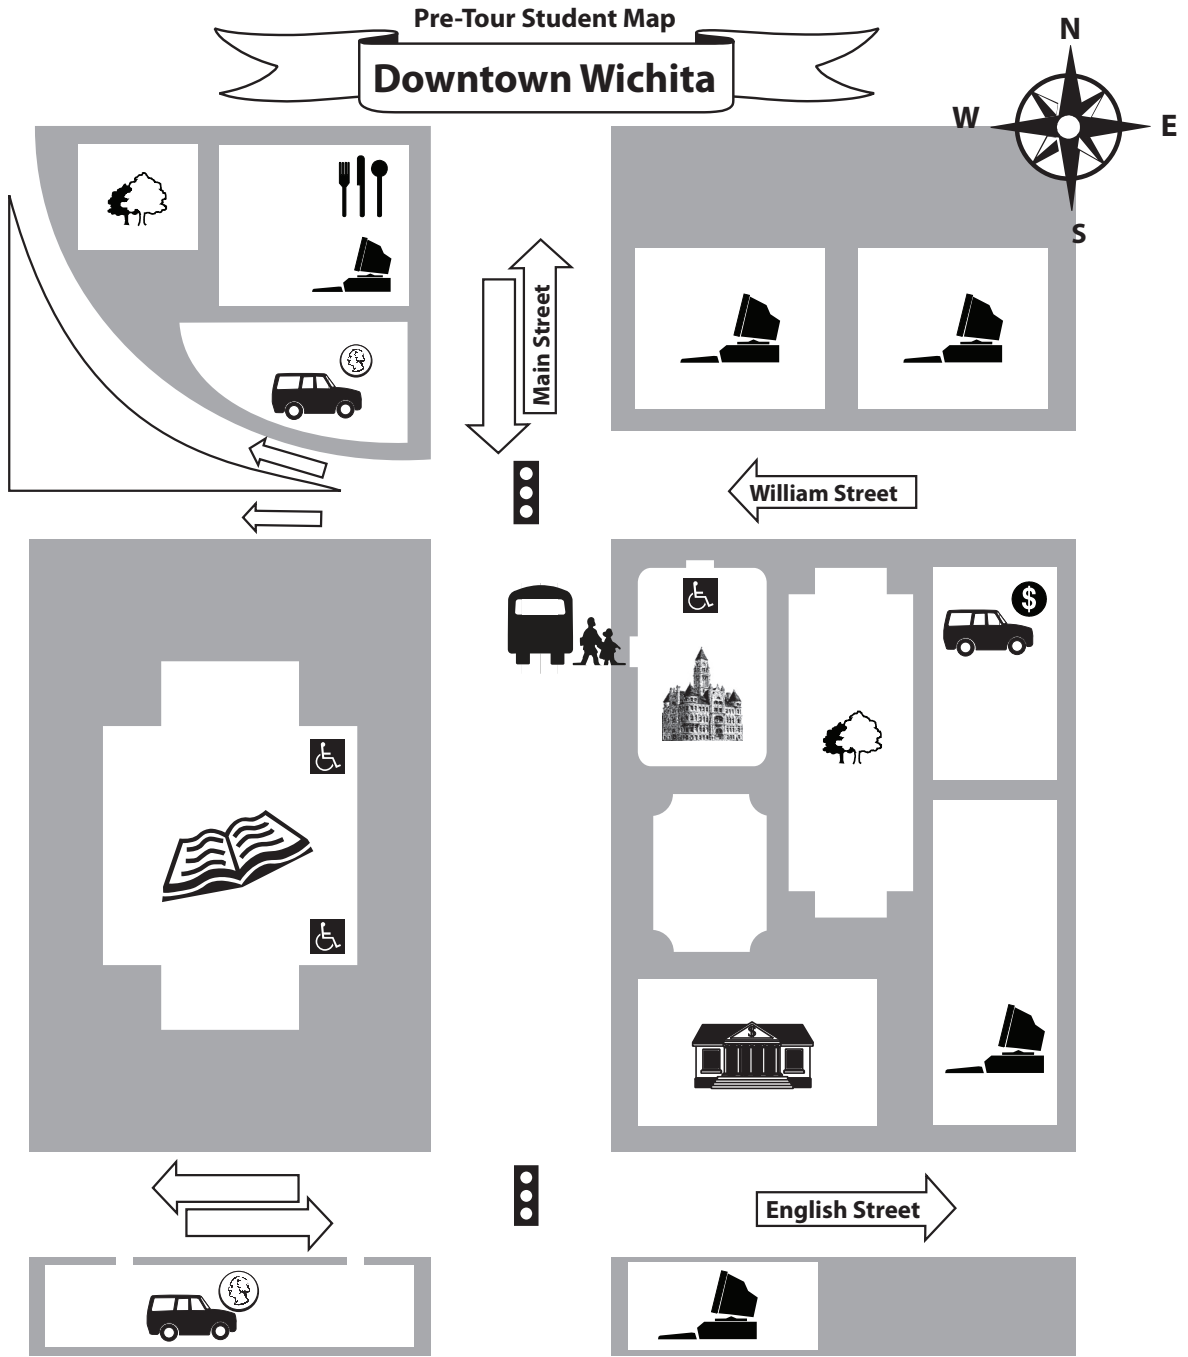 Pre-Tour Student Map
Downtown Wichita
N
W
E
S
Main Street
William Street
$
$
English Street